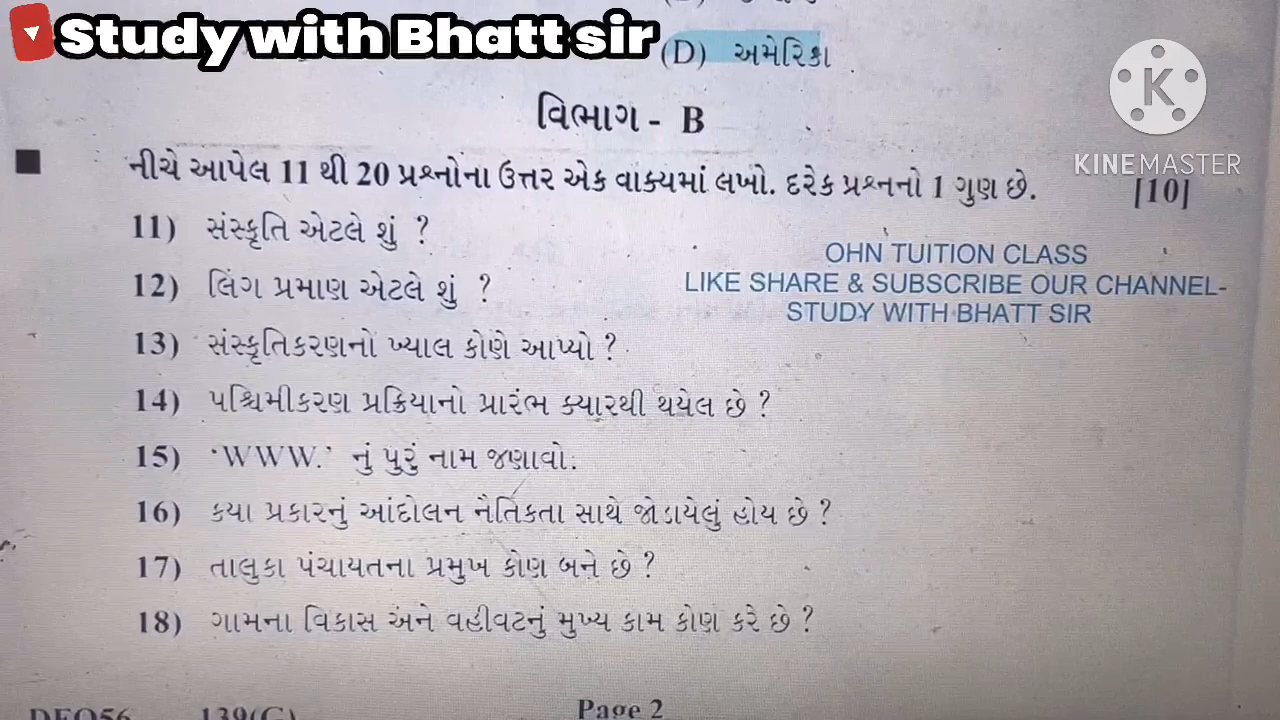 Study with Bhatt sir
(D) અમેરિકા
K
KINEMASTER
વિભાગ - B
નીચે આપેલ 11 થી 20 પ્રશ્નોના ઉત્તર એક વાક્યમાં લખો. દરેક પ્રશ્નનો 1 ગુણ છે. [10]
11) સંસ્કૃતિ એટલે શું ?
12) લિંગ પ્રમાણ એટલે શું ?
OHN TUITION CLASS
LIKE SHARE & SUBSCRIBE OUR CHANNEL-
STUDY WITH BHATT SIR
13) સંસ્કૃતિકરણનો ખ્યાલ કોણે આપ્યો ?
14) પશ્ચિમીકરણ પ્રક્રિયાનો પ્રારંભ ક્યારથી થયેલ છે ?
15) 'WWW.' નું પુરું નામ જણાવો.
16) કયા પ્રકારનું આંદોલન નૈતિકતા સાથે જોડાયેલું હોય છે ?
17) તાલુકા પંચાયતના પ્રમુખ કોણ બને છે ?
18) ગામના વિકાસ અને વહીવટનું મુખ્ય કામ કોણ કરે છે ?
139(G) Page 2